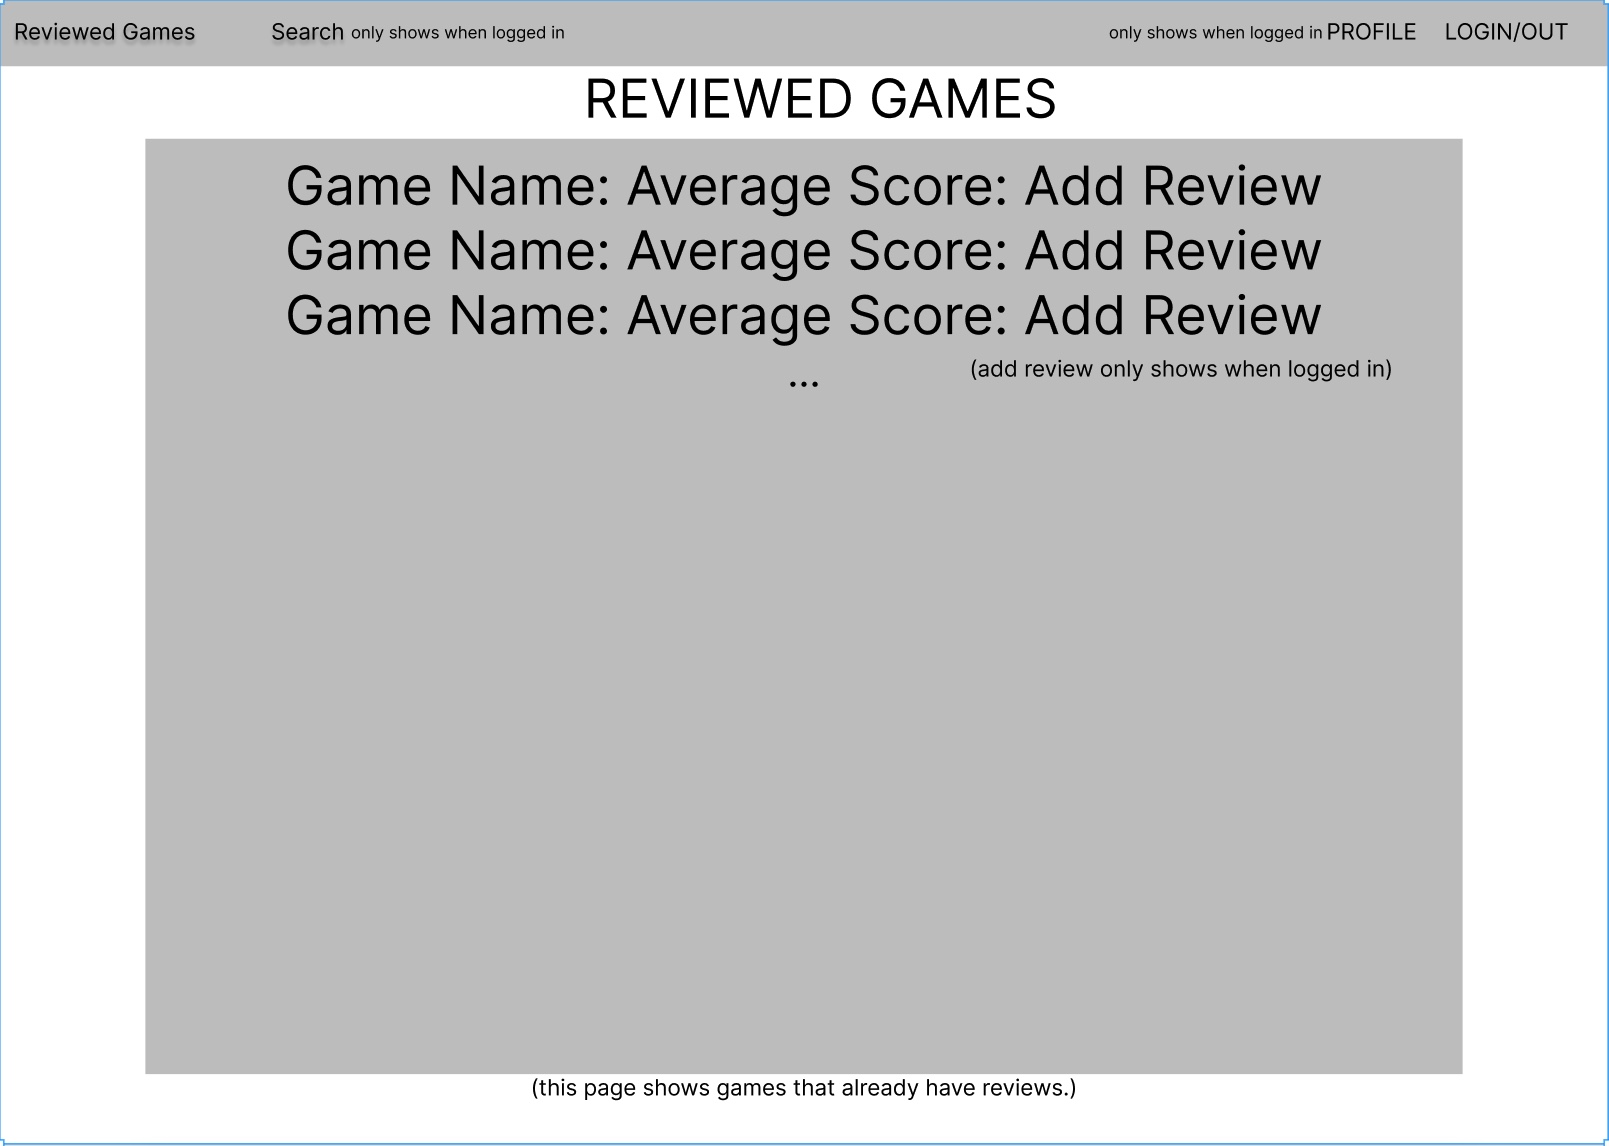 Reviewed Games Search only shows when logged in only shows when logged in PROFILE LOGIN/OUT
REVIEWED GAMES
Game Name: Average Score: Add Review
Game Name: Average Score: Add Review
Game Name: Average Score: Add Review
...
(add review only shows when logged in)
(this page shows games that already have reviews.)